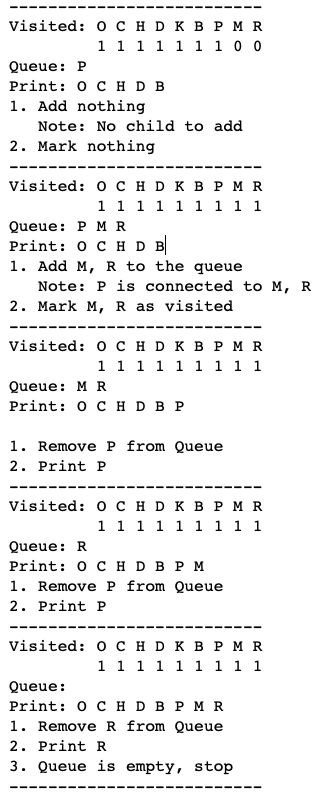 --------------------------
Visited: O C H D K B P M R
         1 1 1 1 1 1 1 0 0
Queue: P
Print: O C H D B
1. Add nothing
   Note: No child to add
2. Mark nothing
--------------------------
Visited: O C H D K B P M R
         1 1 1 1 1 1 1 1 1
Queue: P M R
Print: O C H D B
1. Add M, R to the queue
   Note: P is connected to M, R
2. Mark M, R as visited
--------------------------
Visited: O C H D K B P M R
         1 1 1 1 1 1 1 1 1
Queue: M R
Print: O C H D B P

1. Remove P from Queue
2. Print P
--------------------------
Visited: O C H D K B P M R
         1 1 1 1 1 1 1 1 1
Queue: R
Print: O C H D B P M
1. Remove P from Queue
2. Print P
--------------------------
Visited: O C H D K B P M R
         1 1 1 1 1 1 1 1 1
Queue:
Print: O C H D B P M R
1. Remove R from Queue
2. Print R
3. Queue is empty, stop
--------------------------